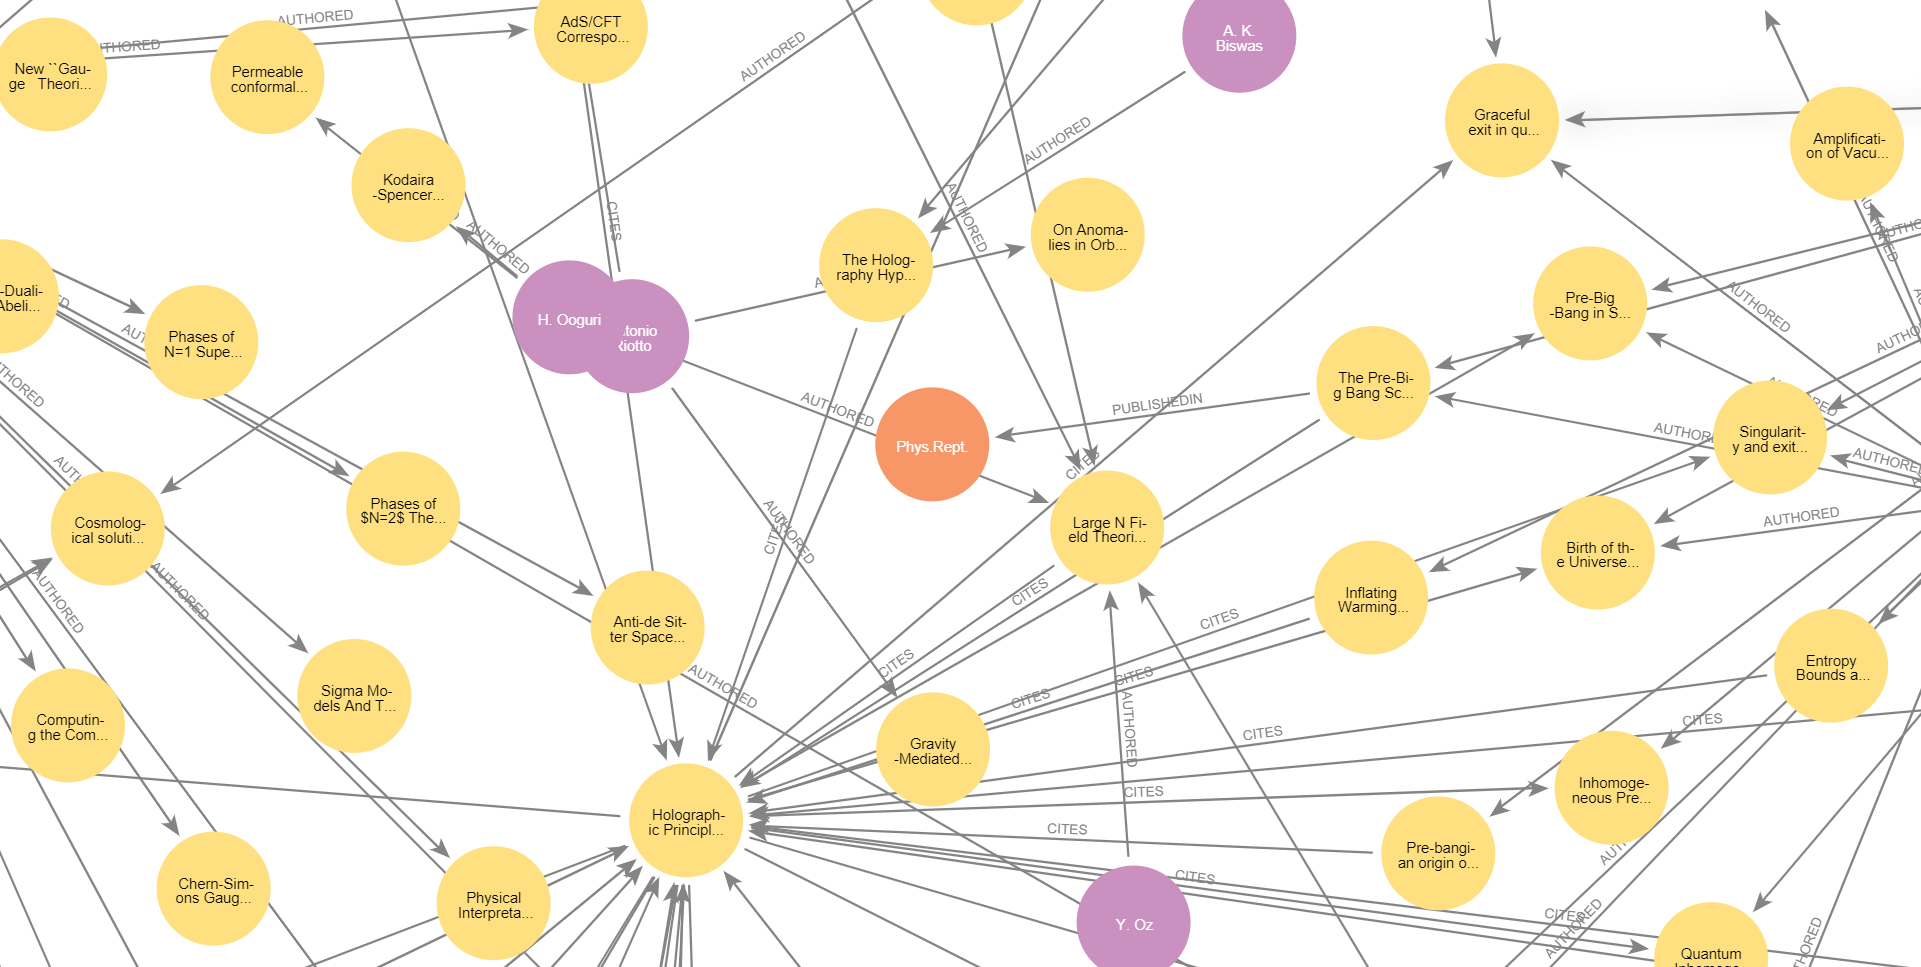 AUTHORED
AdS/CFT
Correspo...
A. K.
Biswas
New ``Gau-
ge   Theori...
THORED
Permeable
conformal...
AUTHORED
Graceful
exit in qu...
Amplificati-
on of Vacu...
Kodaira
-Spencer...
AUTHORED
CITES
The Holog-
raphy Hyp...
AUTHORED
AUTHORED
On Anoma-
lies in Orb...
-Duali-
Abeli...
Phases of
N=1 Supe...
H. Ooguri
tonio
Riotto
Pre-Big
-Bang in S...
AUTHORED
The Pre-Bi-
g Bang Sc...
PUBLISHEDIN
AUTHORED
Phys.Rept.
Singularit-
y and exit...
AUTHORED
Cosmolog-
ical soluti...
Phases of
$N=2$ The...
AUTHORED
CITES
CITES
Large N Fi-
eld Theori...
Birth of th-
e Universe...
AUTHORED
AUTHORED
AUTHORED
Anti-de Sit-
ter Space...
CITES
Inflating
Warming...
CITES
Entropy
Bounds a...
Computin-
g the Com...
Sigma Mo-
dels And T...
AUTHORED
CITES
CITES
CITES
AUTHORED
Gravity
-Mediated...
CITES
CITES
Holograph-
ic Principl...
CITES
CITES
Inhomoge-
neous Pre...
Pre-bangi-
an origin o...
Chern-Sim-
ons Gaug...
Physical
Interpreta...
CITES
Y. Oz
CITES
AUTHORED
Quantum